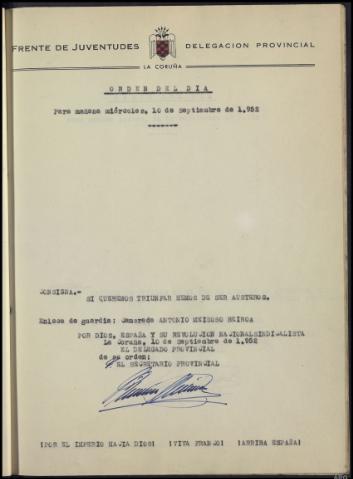 FRENTE DE JUVENTUDES DELEGACION PROVINCIAL
LA CORUÑA
ORDEN DEL DIA
Para mañana miércoles, 10 de Septiembre de 1.952
CONSIGNA.-
SI QUEREMOS TRIUNFAR HEMOS DE SER AUSTEROS.
Enlace de guardia: Camarada ANTONIO MEIZOSO BEIROA
POR DIOS, ESPAÑA Y SU REVOLUCION NACIONALSINDICALISTA
La Coruña, 10 de septiembre de 1.952
EL DELEGADO PROVINCIAL
de su orden:
EL SECRETARIO PROVINCIAL
¡POR EL IMPERIO HACIA DIOS! ¡VIVA FRANCO! ¡ARRIBA ESPAÑA!